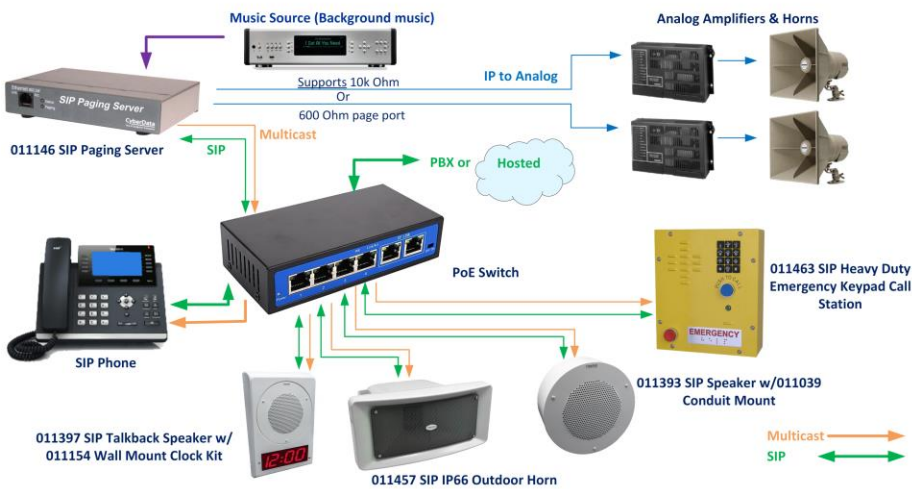 Music Source (Background music)
Analog Amplifiers & Horns
SIP Paging Server
CyberData
Supports 10k Ohm
Or
600 Ohm page port
IP to Analog
011146 SIP Paging Server
Multicast
SIP
PBX or
Hosted
PoE Switch
SIP Phone
011463 SIP Heavy Duty
Emergency Keypad Call
Station
EMERGENCY
011393 SIP Speaker w/011039
Conduit Mount
12:00
011397 SIP Talkback Speaker w/
011154 Wall Mount Clock Kit
011457 SIP IP66 Outdoor Horn
Multicast
SIP